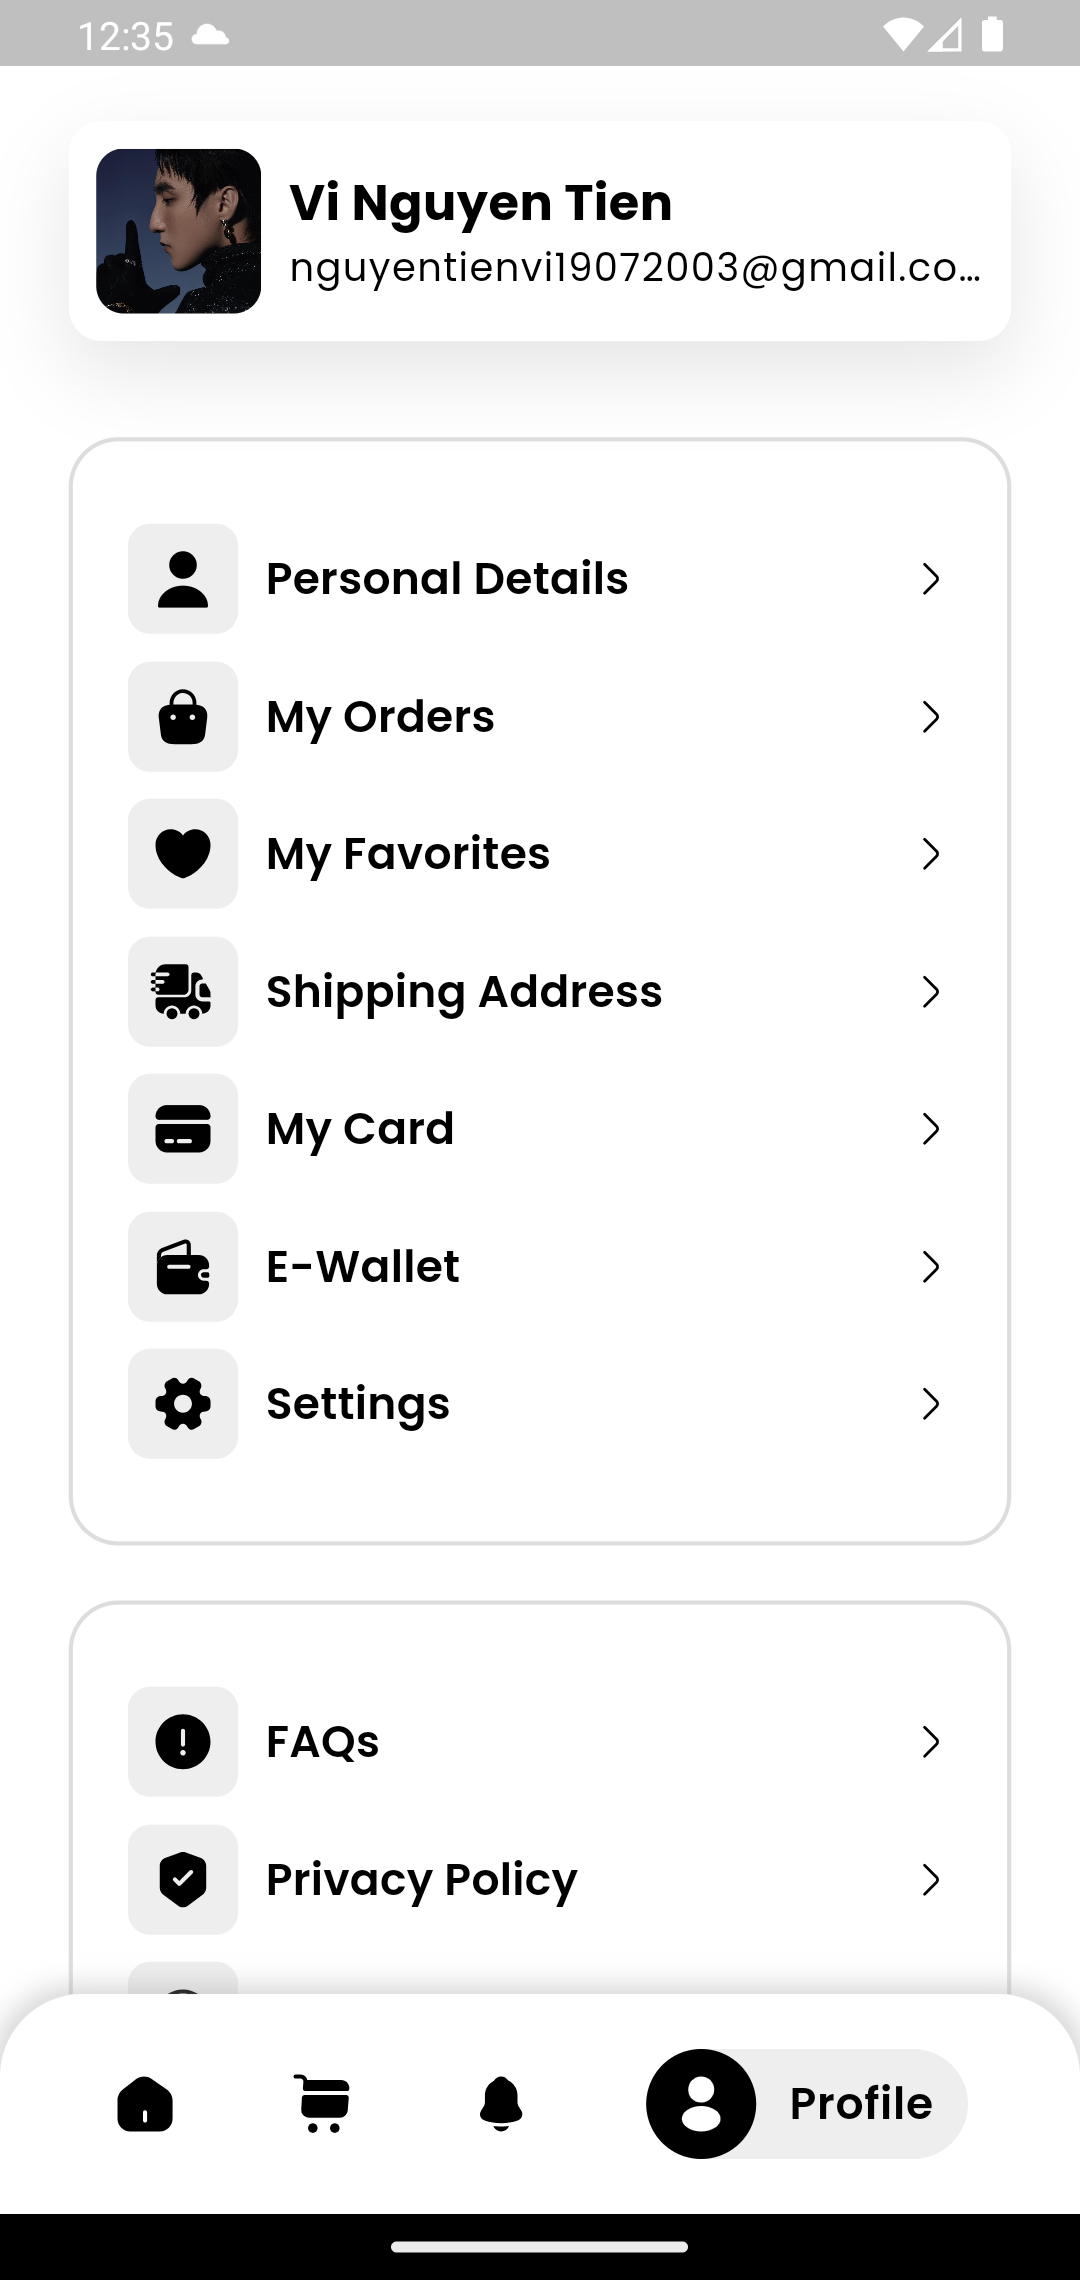 12:35
Vi Nguyen Tien
nguyentienvi19072003@gmail.co...
Personal Details
My Orders
My Favorites
Shipping Address
My Card
E-Wallet
Settings
FAQs
Privacy Policy
Profile